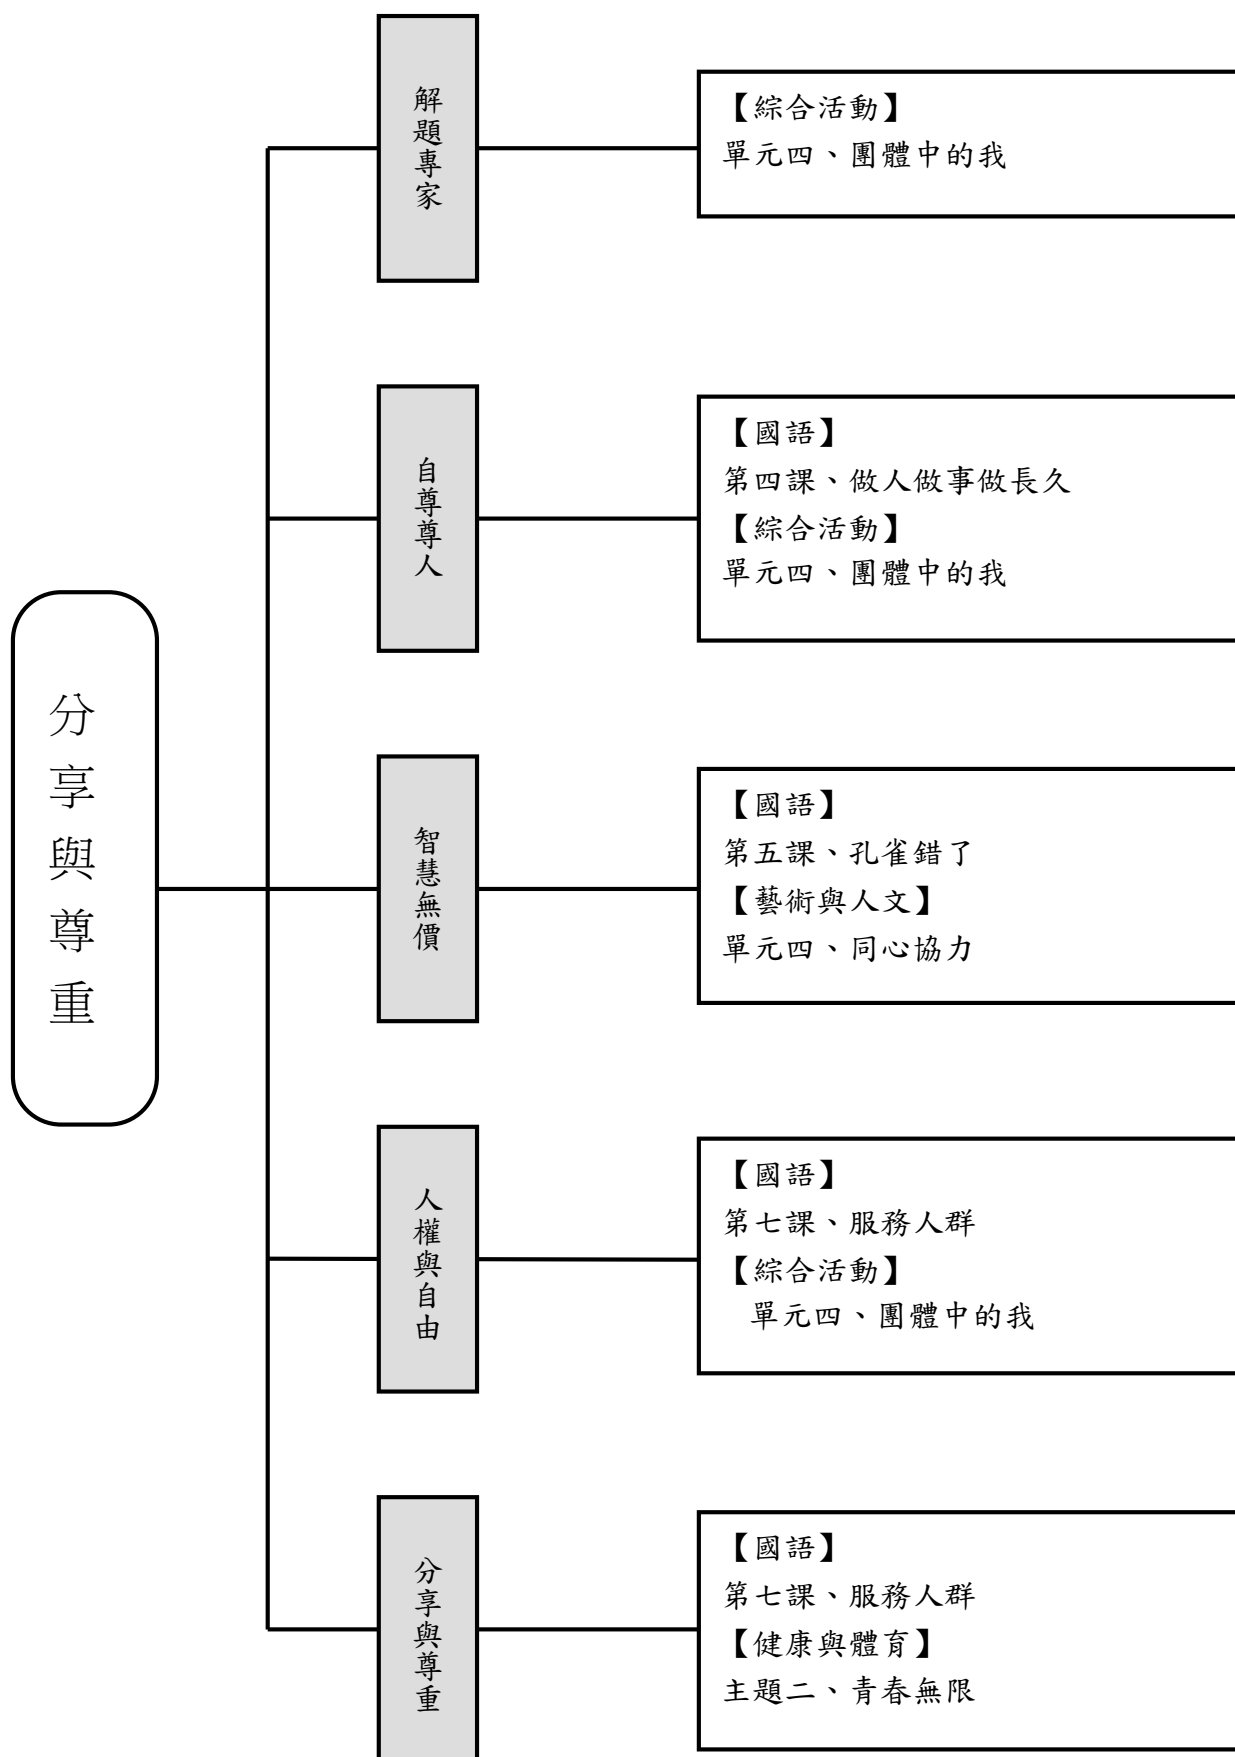 分享與尊重
解題專家
【綜合活動】
單元四、團體中的我
自尊尊人
【國語】
第四課、做人做事做長久
【綜合活動】
單元四、團體中的我
智慧無價
【國語】
第五課、孔雀錯了
【藝術與人文】
單元四、同心協力
人權與自由
【國語】
第七課、服務人群
【綜合活動】
單元四、團體中的我
分享與尊重
【國語】
第七課、服務人群
【健康與體育】
主題二、青春無限